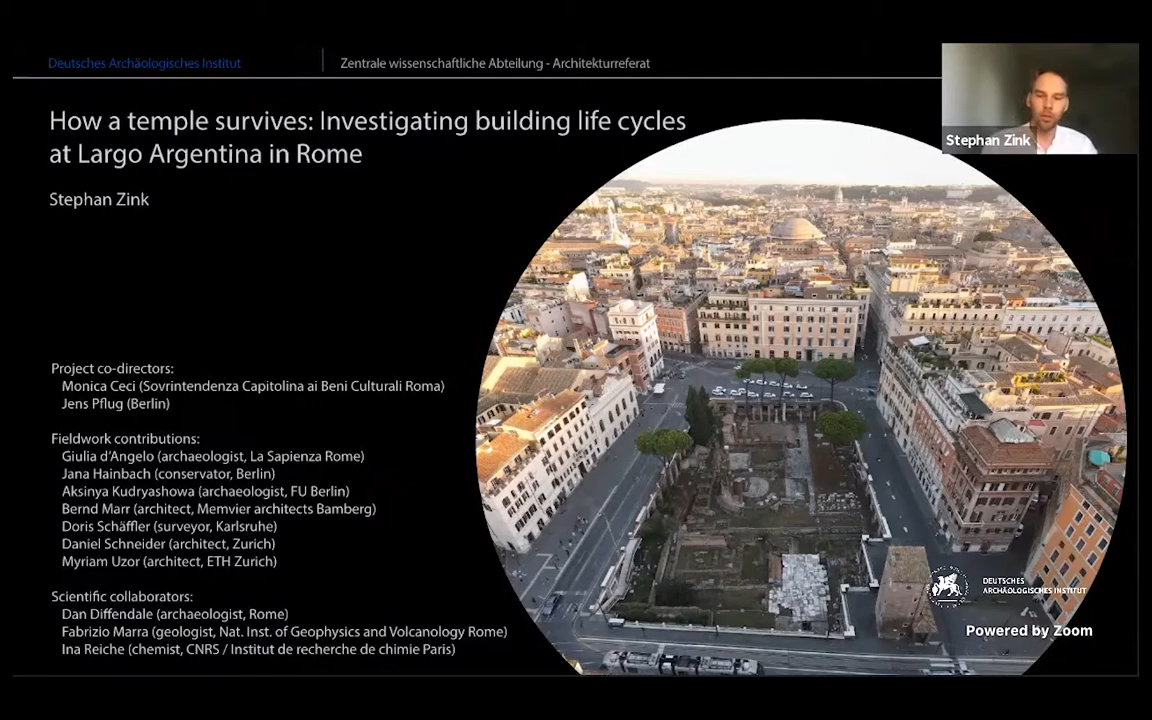 Deutsches Archäologisches Institut
Zentrale wissenschaftliche Abteilung - Architekturreferat
How a temple survives: Investigating building life cycles
at Largo Argentina in Rome
Stephan Zink
Stephan Zink
Project co-directors:
Monica Ceci (Sovrintendenza Capitolina ai Beni Culturali Roma)
Jens Pflug (Berlin)
Fieldwork contributions:
Giulia d'Angelo (archaeologist, La Sapienza Rome)
Jana Hainbach (conservator, Berlin)
Aksinya Kudryashowa (archaeologist, FU Berlin)
Bernd Marr (architect, Memvier architects Bamberg)
Doris Schäffler (surveyor, Karlsruhe)
Daniel Schneider (architect, Zurich)
Myriam Uzor (architect, ETH Zurich)
Scientific collaborators:
Dan Diffendale (archaeologist, Rome)
Fabrizio Marra (geologist, Nat. Inst. of Geophysics and Volcanology Rome)
Ina Reiche (chemist, CNRS / Institut de recherche de chimie Paris)
DEUTSCHES
ARCHÄOLOGISCHES INSTITUT
Powered by Zoom